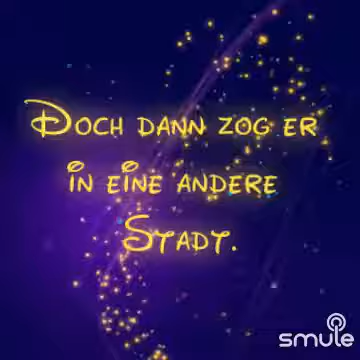 Doch dann zog er
in eine andere
Stadt.
smule